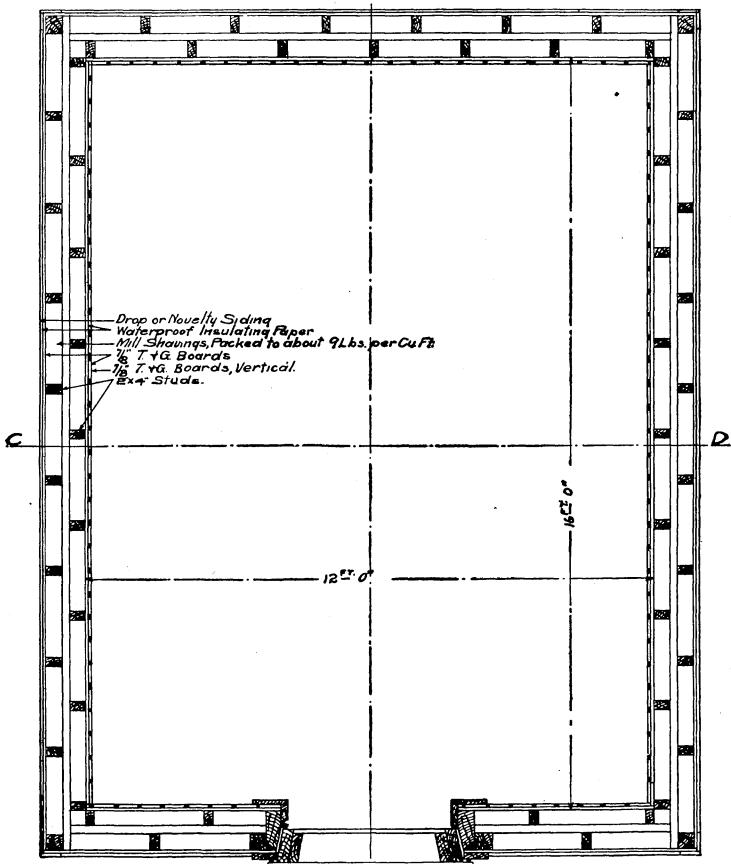 Drop or Novelty Siding
Waterproof Insulating Paper
Mill Shavings, Packed to about 9 Lbs. per Cu Ft.
7/8" T. & G. Boards
7/8" T. & G. Boards, Vertical.
2x4" Studs.
C
D
16 FT. 0"
12 FT. 0"